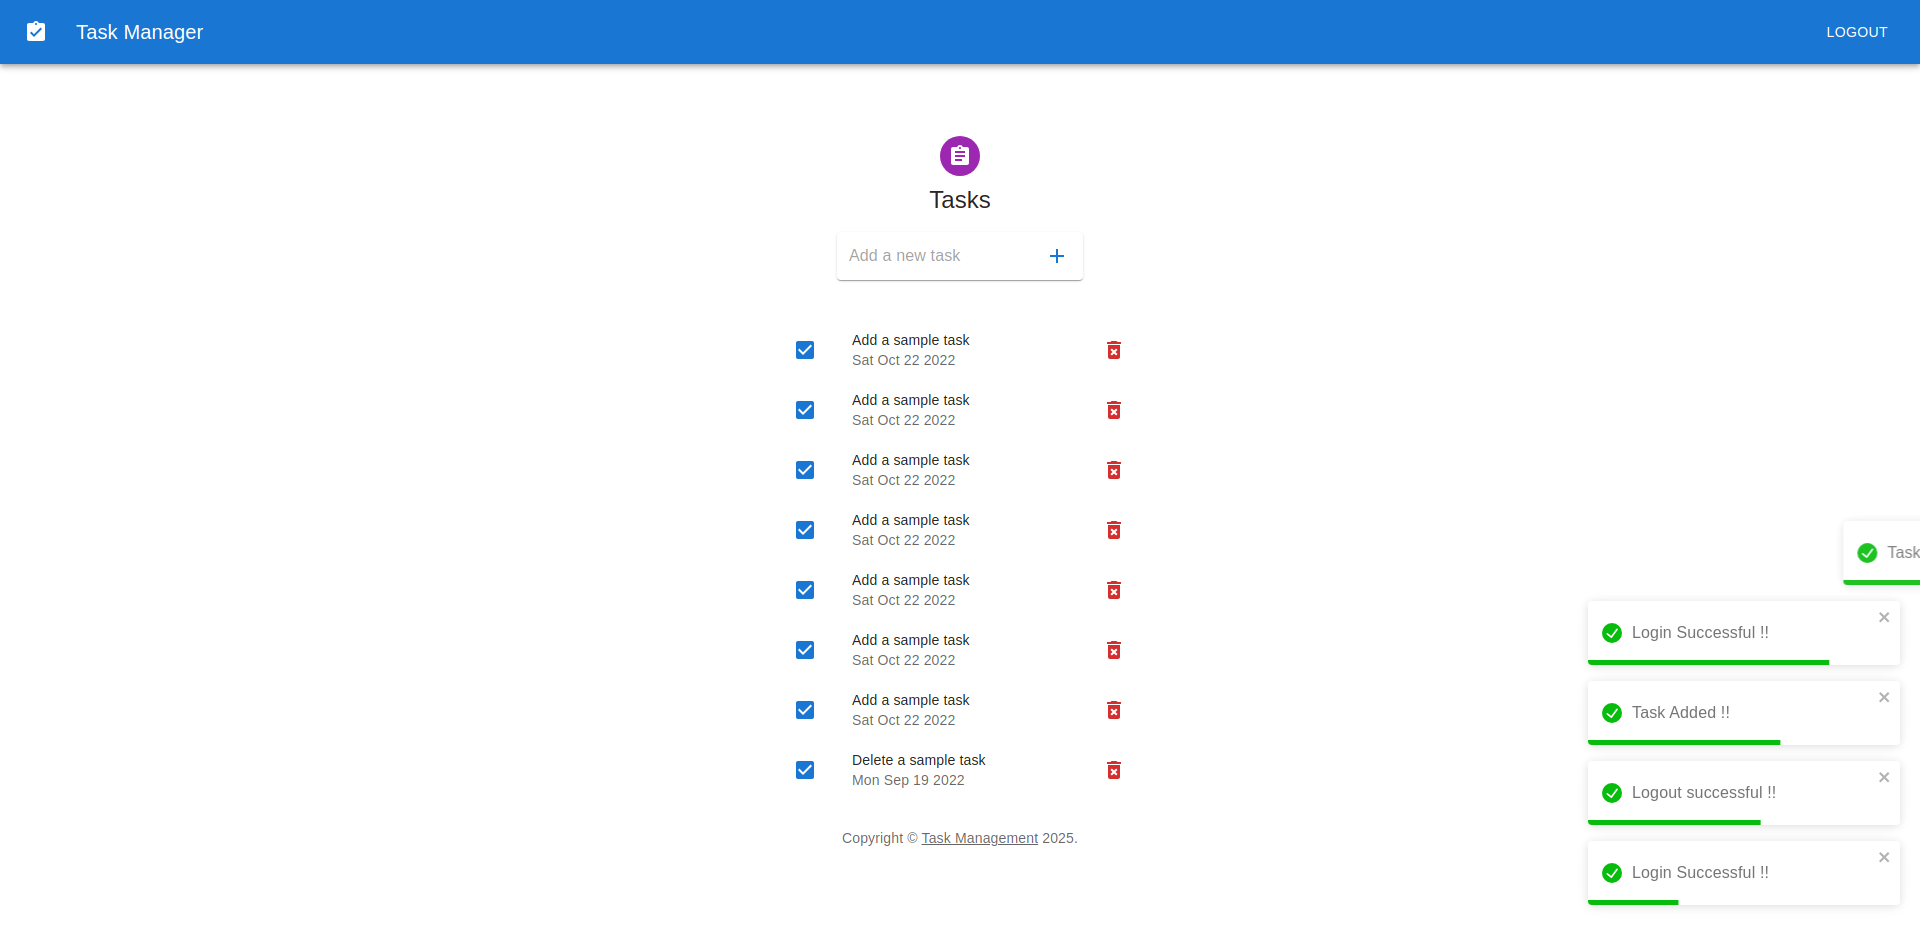 Task Manager
LOGOUT
Tasks
Add a new task
Add a sample task
Sat Oct 22 2022
Add a sample task
Sat Oct 22 2022
Add a sample task
Sat Oct 22 2022
Add a sample task
Sat Oct 22 2022
Add a sample task
Sat Oct 22 2022
Add a sample task
Sat Oct 22 2022
Add a sample task
Sat Oct 22 2022
Delete a sample task
Mon Sep 19 2022
Copyright © Task Management 2025.
Task
Login Successful !!
Task Added !!
Logout successful !!
Login Successful !!